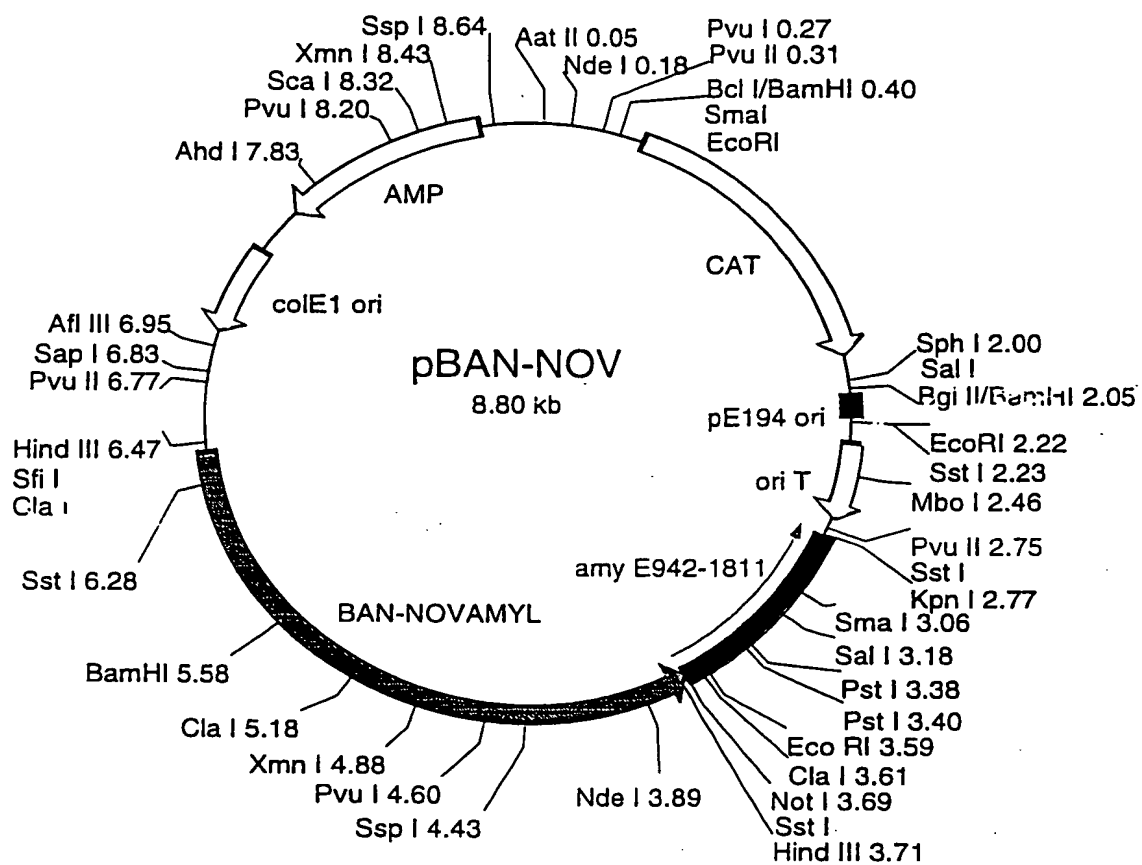 Ssp I 8.64
Xmn I 8.43
Sca I 8.32
Pvu I 8.20
Ahd I 7.83
Aat II 0.05
Nde I 0.18
Pvu I 0.27
Pvu II 0.31
Bcl I/BamHI 0.40
SmaI
EcoRI
AMP
CAT
colE1 ori
Afl III 6.95
Sap I 6.83
Pvu II 6.77
pBAN-NOV
8.80 kb
Sph I 2.00
Sal I
Bgl II/BamHI 2.05
pE194 ori
EcoRI 2.22
Sst I 2.23
Mbo I 2.46
ori T
Hind III 6.47
Sfi I
Cla I
Pvu II 2.75
Sst I
Kpn I 2.77
amy E942-1811
Sst I 6.28
BAN-NOVAMYL
Sma I 3.06
Sal I 3.18
Pst I 3.38
Pst I 3.40
Eco RI 3.59
Cla I 3.61
Not I 3.69
Sst I
Hind III 3.71
BamHI 5.58
Cla I 5.18
Xmn I 4.88
Pvu I 4.60
Ssp I 4.43
Nde I 3.89